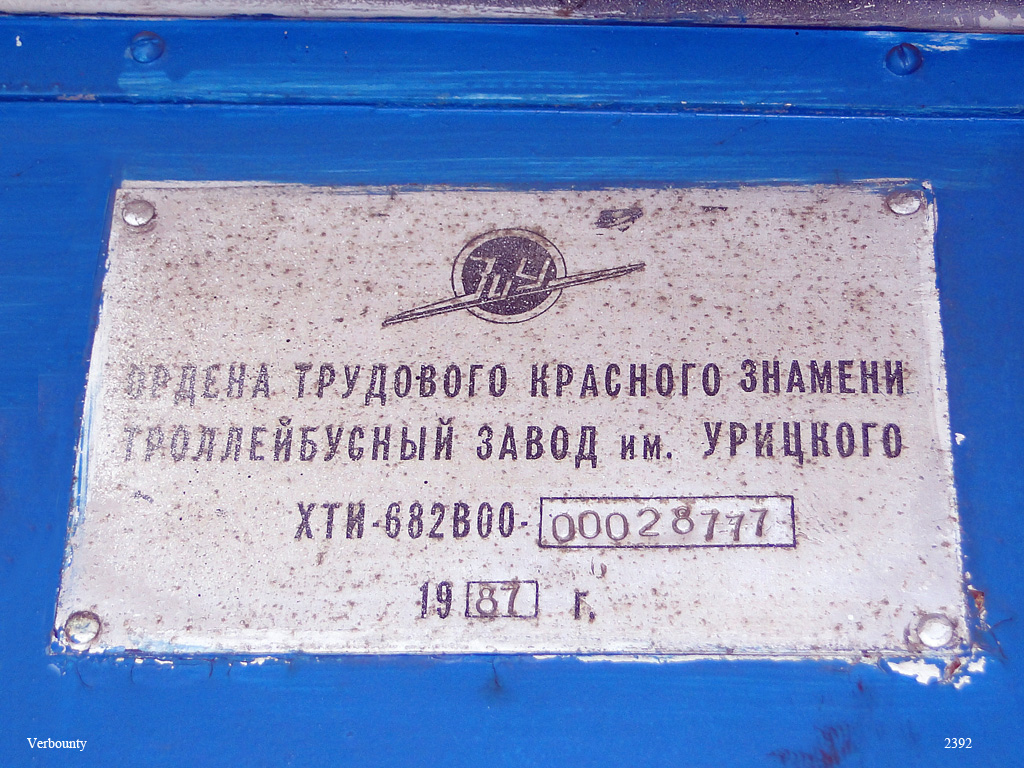 ЗиУ
ОРДЕНА ТРУДОВОГО КРАСНОГО ЗНАМЕНИ
ТРОЛЛЕЙБУСНЫЙ ЗАВОД им. УРИЦКОГО
ХТИ-682В00-00028777
1987 г.
Verbounty
2392